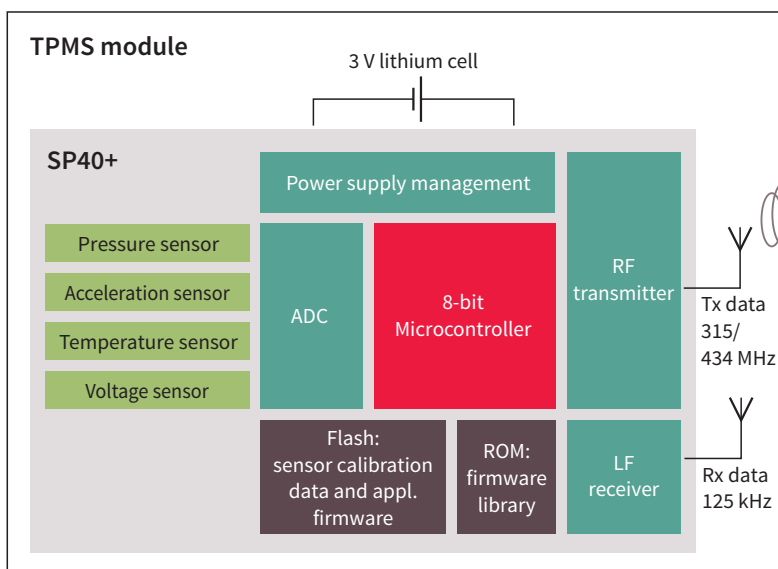 TPMS module
3 V lithium cell
SP40+
Power supply management
Pressure sensor
Acceleration sensor
Temperature sensor
Voltage sensor
ADC
8-bit
Microcontroller
RF
transmitter
Tx data
315/
434 MHz
Flash:
sensor calibration
data and appl.
firmware
ROM:
firmware
library
LF
receiver
Rx data
125 kHz